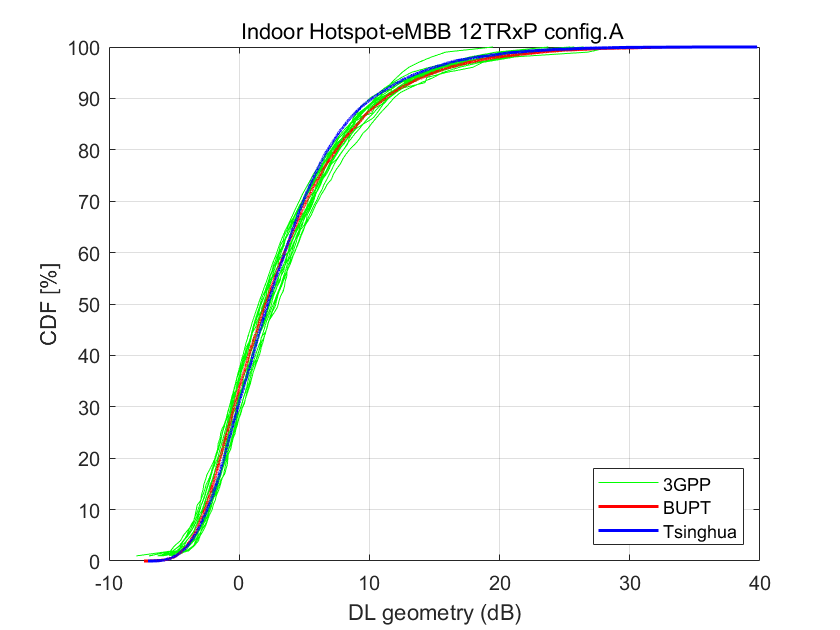 Indoor Hotspot-eMBB 12TRxP config.A
CDF [%]
100
90
80
70
60
50
40
30
20
10
0
-10 0 10 20 30 40
DL geometry (dB)
3GPP
BUPT
Tsinghua